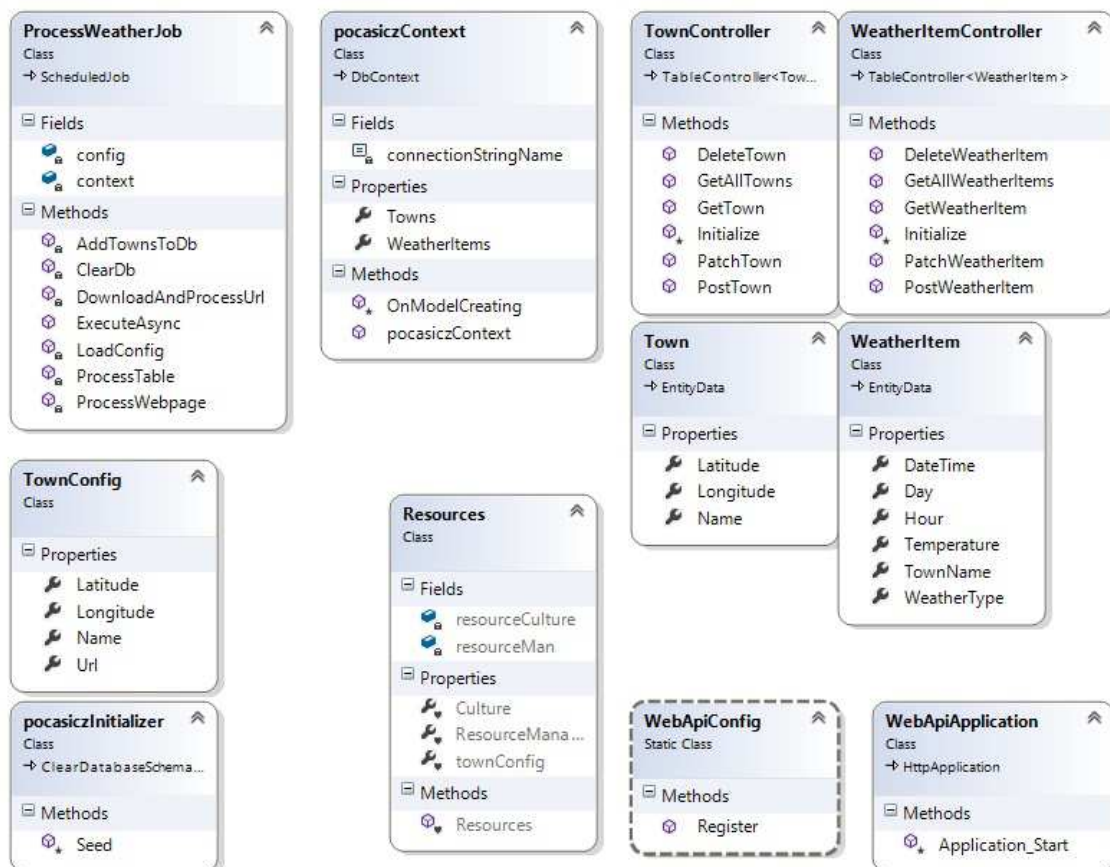 ProcessWeatherJob
Class
ScheduledJob
Fields
config
context
Methods
AddTownsToDb
ClearDb
DownloadAndProcessUrl
ExecuteAsync
LoadConfig
ProcessTable
ProcessWebpage
pocasiczContext
Class
DbContext
Fields
connectionStringName
Properties
Towns
WeatherItems
Methods
OnModelCreating
pocasiczContext
TownController
Class
TableController<Tow...
Methods
DeleteTown
GetAllTowns
GetTown
Initialize
PatchTown
PostTown
WeatherItemController
Class
TableController<WeatherItem>
Methods
DeleteWeatherItem
GetAllWeatherItems
GetWeatherItem
Initialize
PatchWeatherItem
PostWeatherItem
Town
Class
EntityData
Properties
Latitude
Longitude
Name
WeatherItem
Class
EntityData
Properties
DateTime
Day
Hour
Temperature
TownName
WeatherType
TownConfig
Class
Properties
Latitude
Longitude
Name
Url
Resources
Class
Fields
resourceCulture
resourceMan
Properties
Culture
ResourceMana...
townConfig
Methods
Resources
pocasiczInitializer
Class
ClearDatabaseSchema...
Methods
Seed
WebApiConfig
Static Class
Methods
Register
WebApiApplication
Class
HttpApplication
Methods
Application_Start